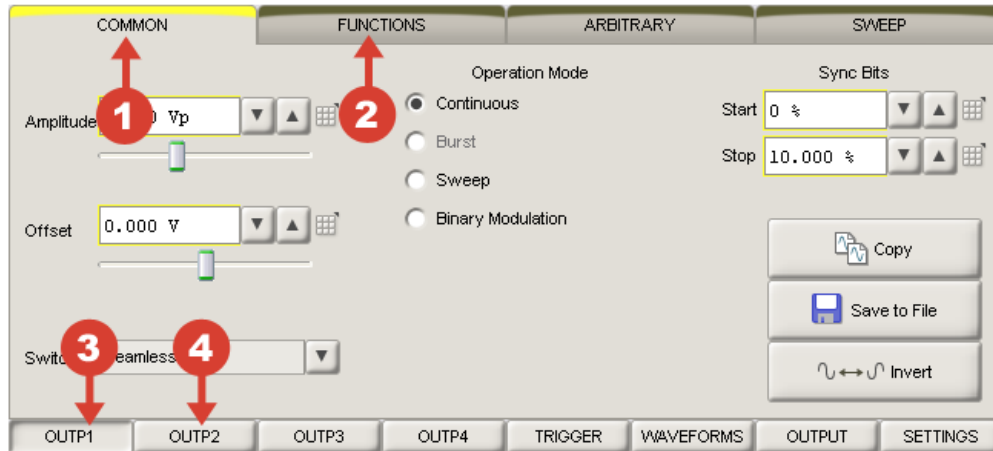 COMMON FUNCTIONS ARBITRARY SWEEP
1 2
Operation Mode
Sync Bits
Amplitude Vp
Continuous
Start 0 %
Burst
Stop 10.000 %
Sweep
Offset 0.000 V
Binary Modulation
Copy
Save to File
3 4
Invert
OUTP1 OUTP2 OUTP3 OUTP4 TRIGGER WAVEFORMS OUTPUT SETTINGS